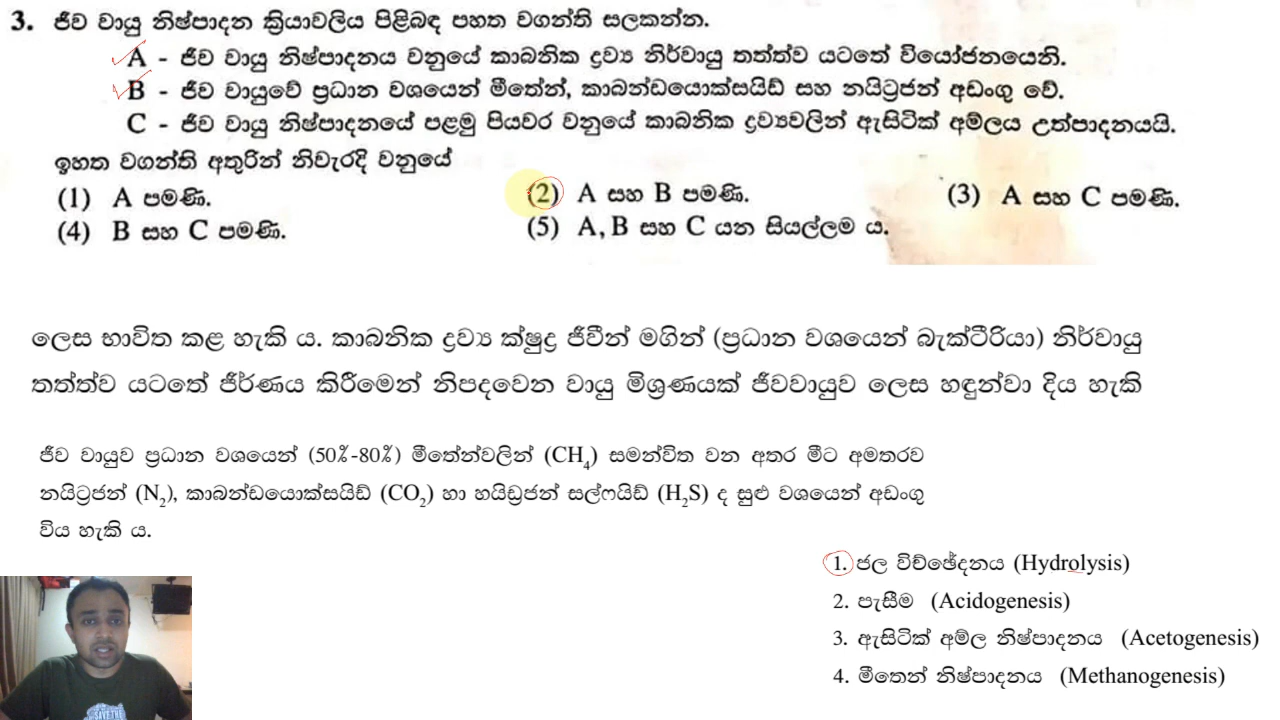 3. ජීව වායු නිෂ්පාදන ක්‍රියාවලිය පිළිබඳ පහත වගන්ති සලකන්න.
A - ජීව වායු නිෂ්පාදනය වනුයේ කාබනික ද්‍රව්‍ය නිර්වායු තත්ත්ව යටතේ වියෝජනයෙනි.
B - ජීව වායුවේ ප්‍රධාන වශයෙන් මීතේන්, කාබන්ඩයොක්සයිඩ් සහ නයිට්‍රජන් අඩංගු වේ.
C - ජීව වායු නිෂ්පාදනයේ පළමු පියවර වනුයේ කාබනික ද්‍රව්‍යවලින් ඇසිටික් අම්ලය උත්පාදනයයි.
ඉහත වගන්ති අතුරින් නිවැරදි වනුයේ
(1) A පමණි. (2) A සහ B පමණි. (3) A සහ C පමණි.
(4) B සහ C පමණි. (5) A, B සහ C යන සියල්ලම ය.
ලෙස භාවිත කළ හැකි ය. කාබනික ද්‍රව්‍ය ක්ෂුද්‍ර ජීවීන් මගින් (ප්‍රධාන වශයෙන් බැක්ටීරියා) නිර්වායු
තත්ත්ව යටතේ ජීර්ණය කිරීමෙන් නිපදවෙන වායු මිශ්‍රණයක් ජීවවායුව ලෙස හඳුන්වා දිය හැකි
ජීව වායුව ප්‍රධාන වශයෙන් (50%-80%) මීතේන්වලින් (CH₄) සමන්විත වන අතර මීට අමතරව
නයිට්‍රජන් (N₂), කාබන්ඩයොක්සයිඩ් (CO₂) හා හයිඩ්‍රජන් සල්ෆයිඩ් (H₂S) ද සුළු වශයෙන් අඩංගු
විය හැකි ය.
1. ජල විච්ඡේදනය (Hydrolysis)
2. පැසීම (Acidogenesis)
3. ඇසිටික් අම්ල නිෂ්පාදනය (Acetogenesis)
4. මීතෙන් නිෂ්පාදනය (Methanogenesis)
SAVE THE